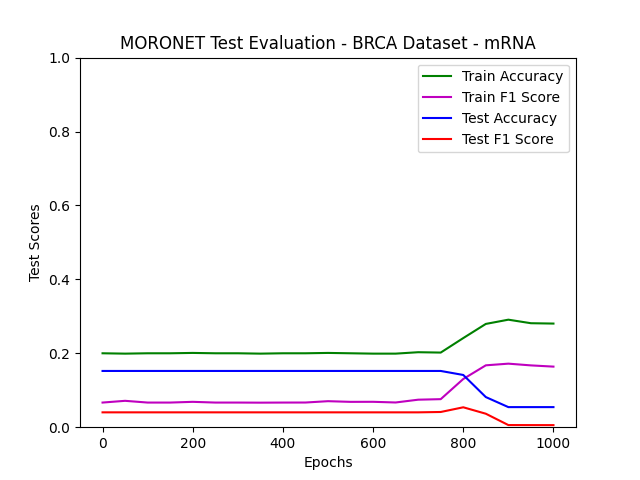 MORONET Test Evaluation - BRCA Dataset - mRNA
Train Accuracy
Train F1 Score
Test Accuracy
Test F1 Score
1.0
0.8
0.6
0.4
0.2
0.0
Test Scores
0 200 400 600 800 1000
Epochs